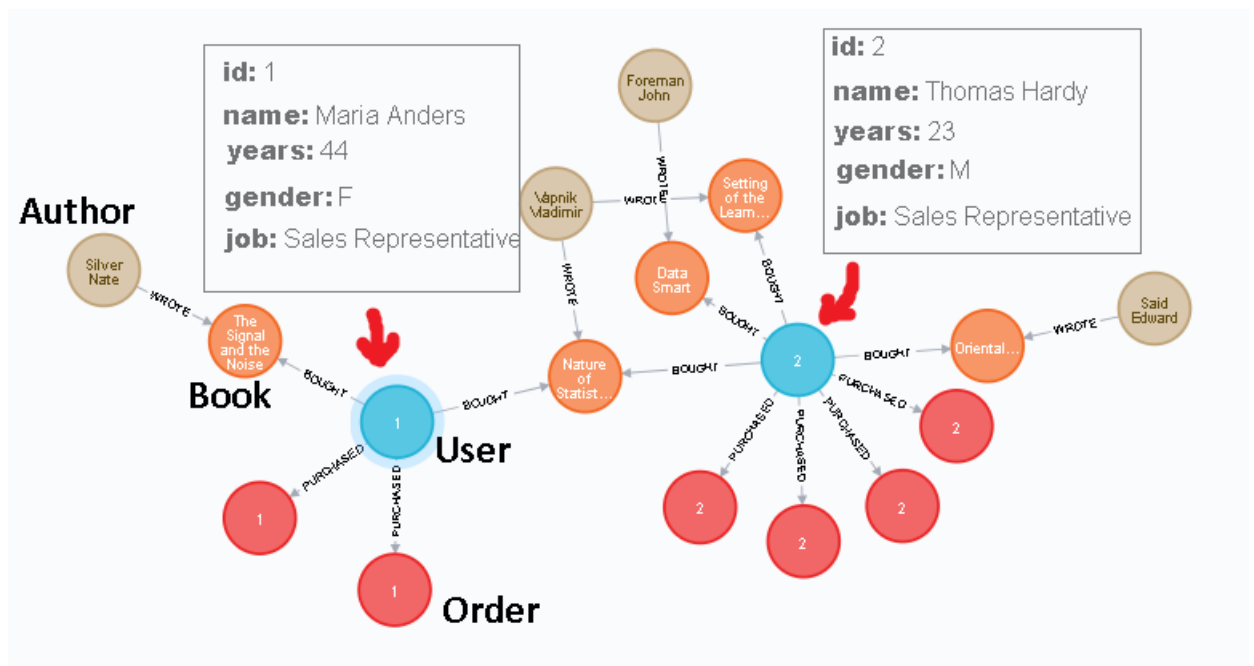 id: 1
name: Maria Anders
years: 44
gender: F
job: Sales Representative
id: 2
name: Thomas Hardy
years: 23
gender: M
job: Sales Representative
Foreman
John
WROTE
Vapnik
Vladimir
WROTE
Setting
of the
Learn...
WROTE
Data
Smart
BOUGHT
BOUGHT
Author
Silver
Nate
WROTE
The
Signal
and the
Noise
BOUGHT
Book
1
User
BOUGHT
Nature
of
Statist...
BOUGHT
2
BOUGHT
Oriental...
WROTE
Said
Edward
PURCHASED
1
PURCHASED
1
Order
PURCHASED
2
PURCHASED
2
PURCHASED
2
PURCHASED
2